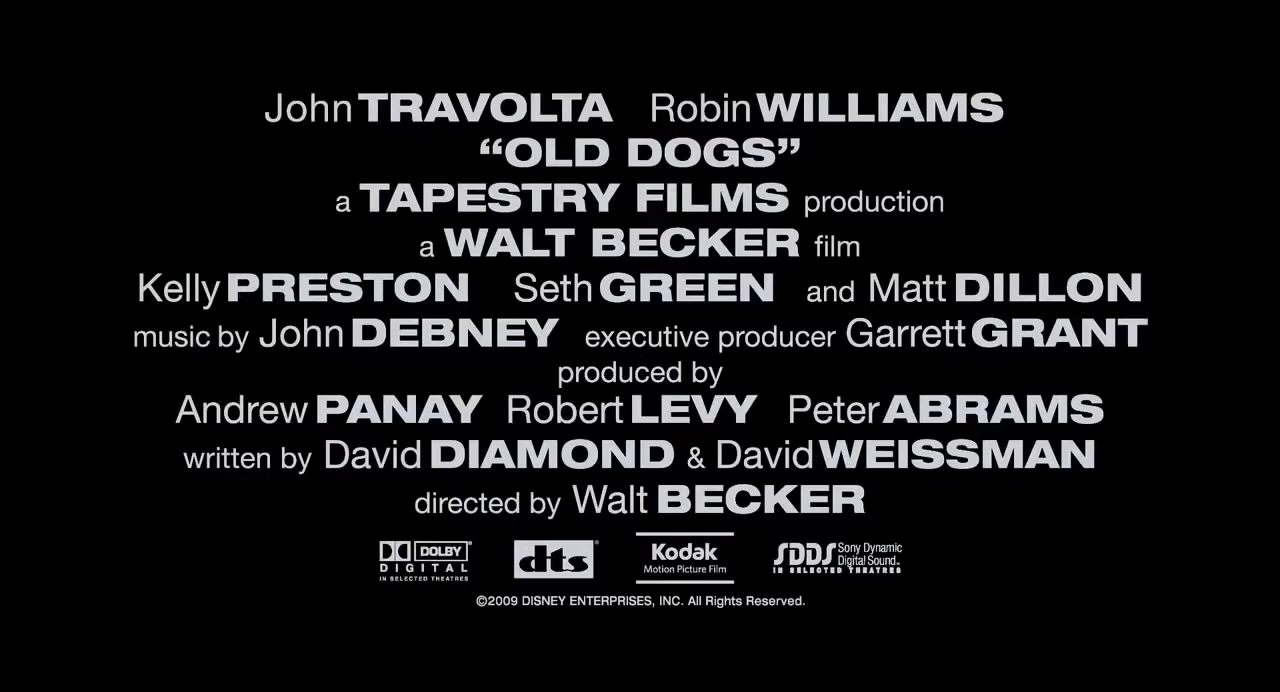 John TRAVOLTA Robin WILLIAMS
“OLD DOGS”
a TAPESTRY FILMS production
a WALT BECKER film
Kelly PRESTON Seth GREEN and Matt DILLON
music by John DEBNEY executive producer Garrett GRANT
produced by
Andrew PANAY Robert LEVY Peter ABRAMS
written by David DIAMOND & David WEISSMAN
directed by Walt BECKER
DOLBY ® dts ® Kodak SDDS Sony Dynamic
DIGITAL Motion Picture Film Digital Sound™
IN SELECTED THEATRES IN SELECTED THEATRES
©2009 DISNEY ENTERPRISES, INC. All Rights Reserved.